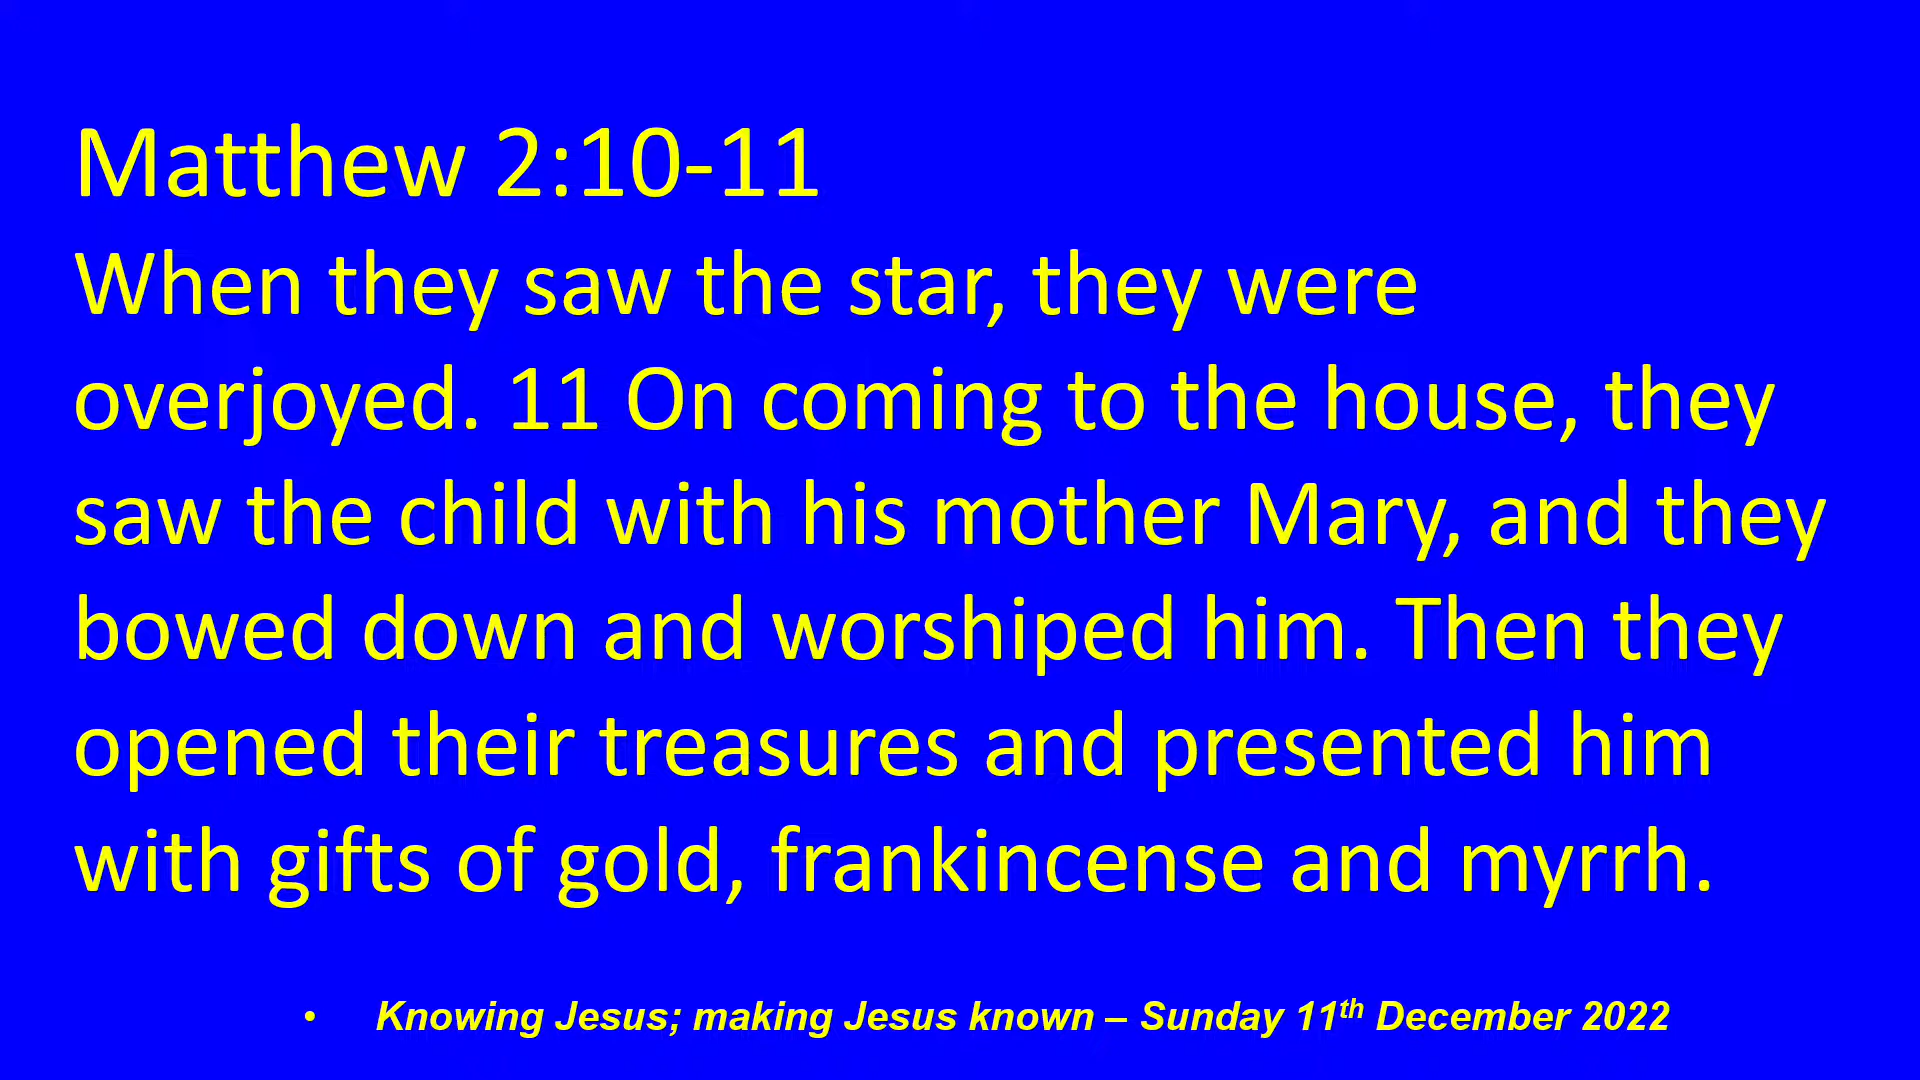 Matthew 2:10-11
When they saw the star, they were
overjoyed. 11 On coming to the house, they
saw the child with his mother Mary, and they
bowed down and worshiped him. Then they
opened their treasures and presented him
with gifts of gold, frankincense and myrrh.
• Knowing Jesus; making Jesus known – Sunday 11th December 2022